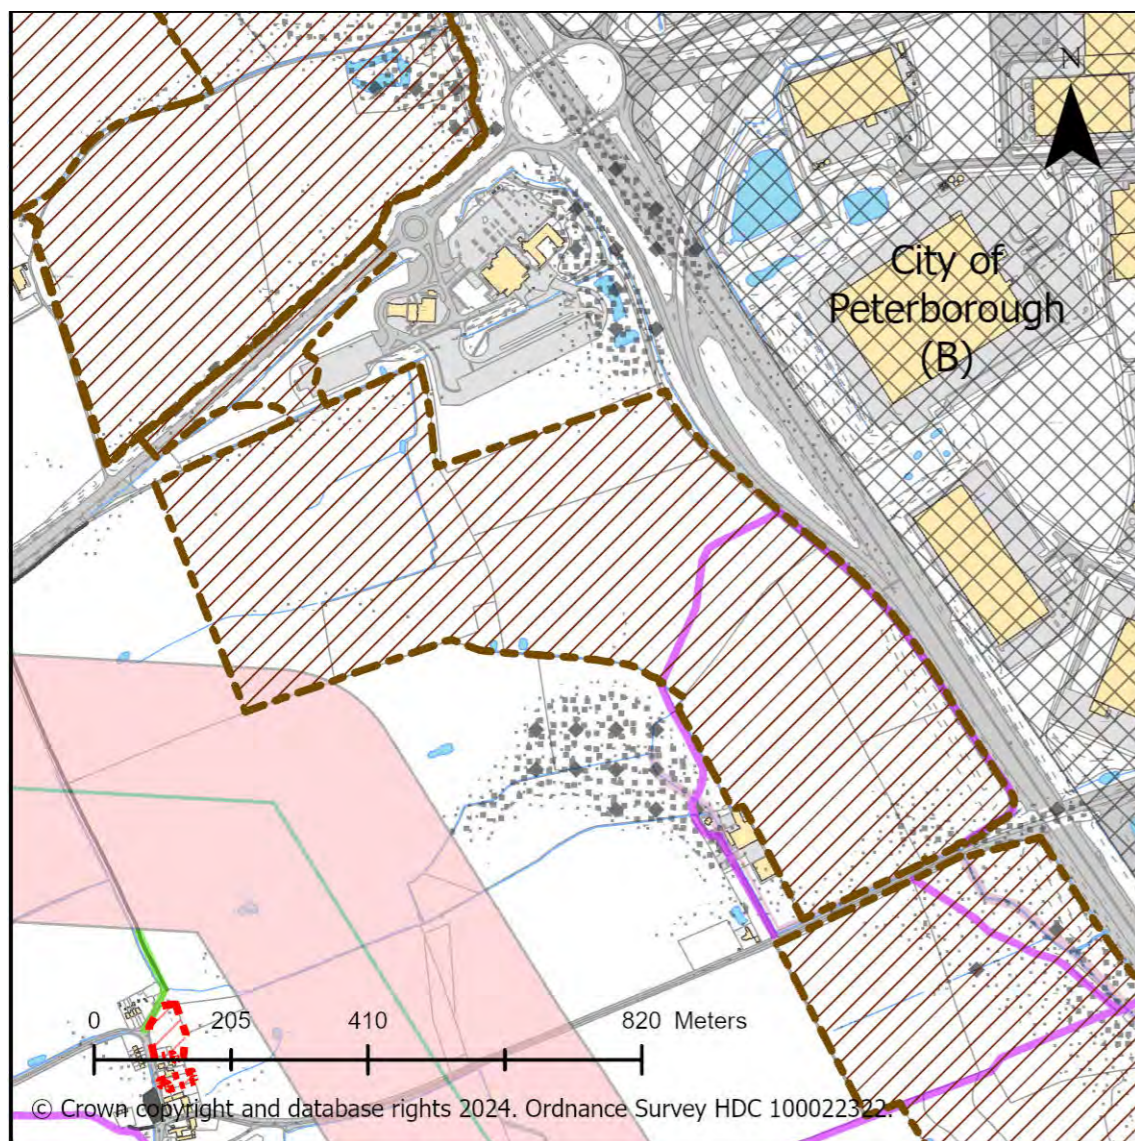 N
City of
Peterborough
(B)
0 205 410 820 Meters
© Crown copyright and database rights 2024. Ordnance Survey HDC 100022322.